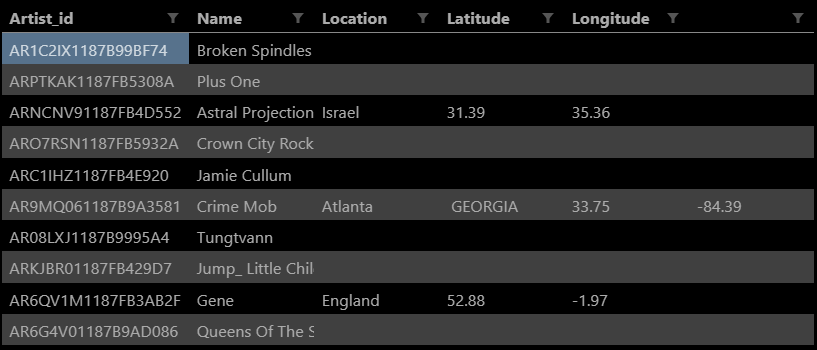 Artist_id Name Location Latitude Longitude
AR1C2IX1187B99BF74 Broken Spindles
ARPTKAK1187FB5308A Plus One
ARNCNV91187FB4D552 Astral Projection Israel 31.39 35.36
ARO7RSN1187FB5932A Crown City Rock
ARC1IHZ1187FB4E920 Jamie Cullum
AR9MQ061187B9A3581 Crime Mob Atlanta GEORGIA 33.75 -84.39
AR08LXJ1187B9995A4 Tungtvann
ARKJBR01187FB429D7 Jump_ Little Chil
AR6QV1M1187FB3AB2F Gene England 52.88 -1.97
AR6G4V01187B9AD086 Queens Of The S